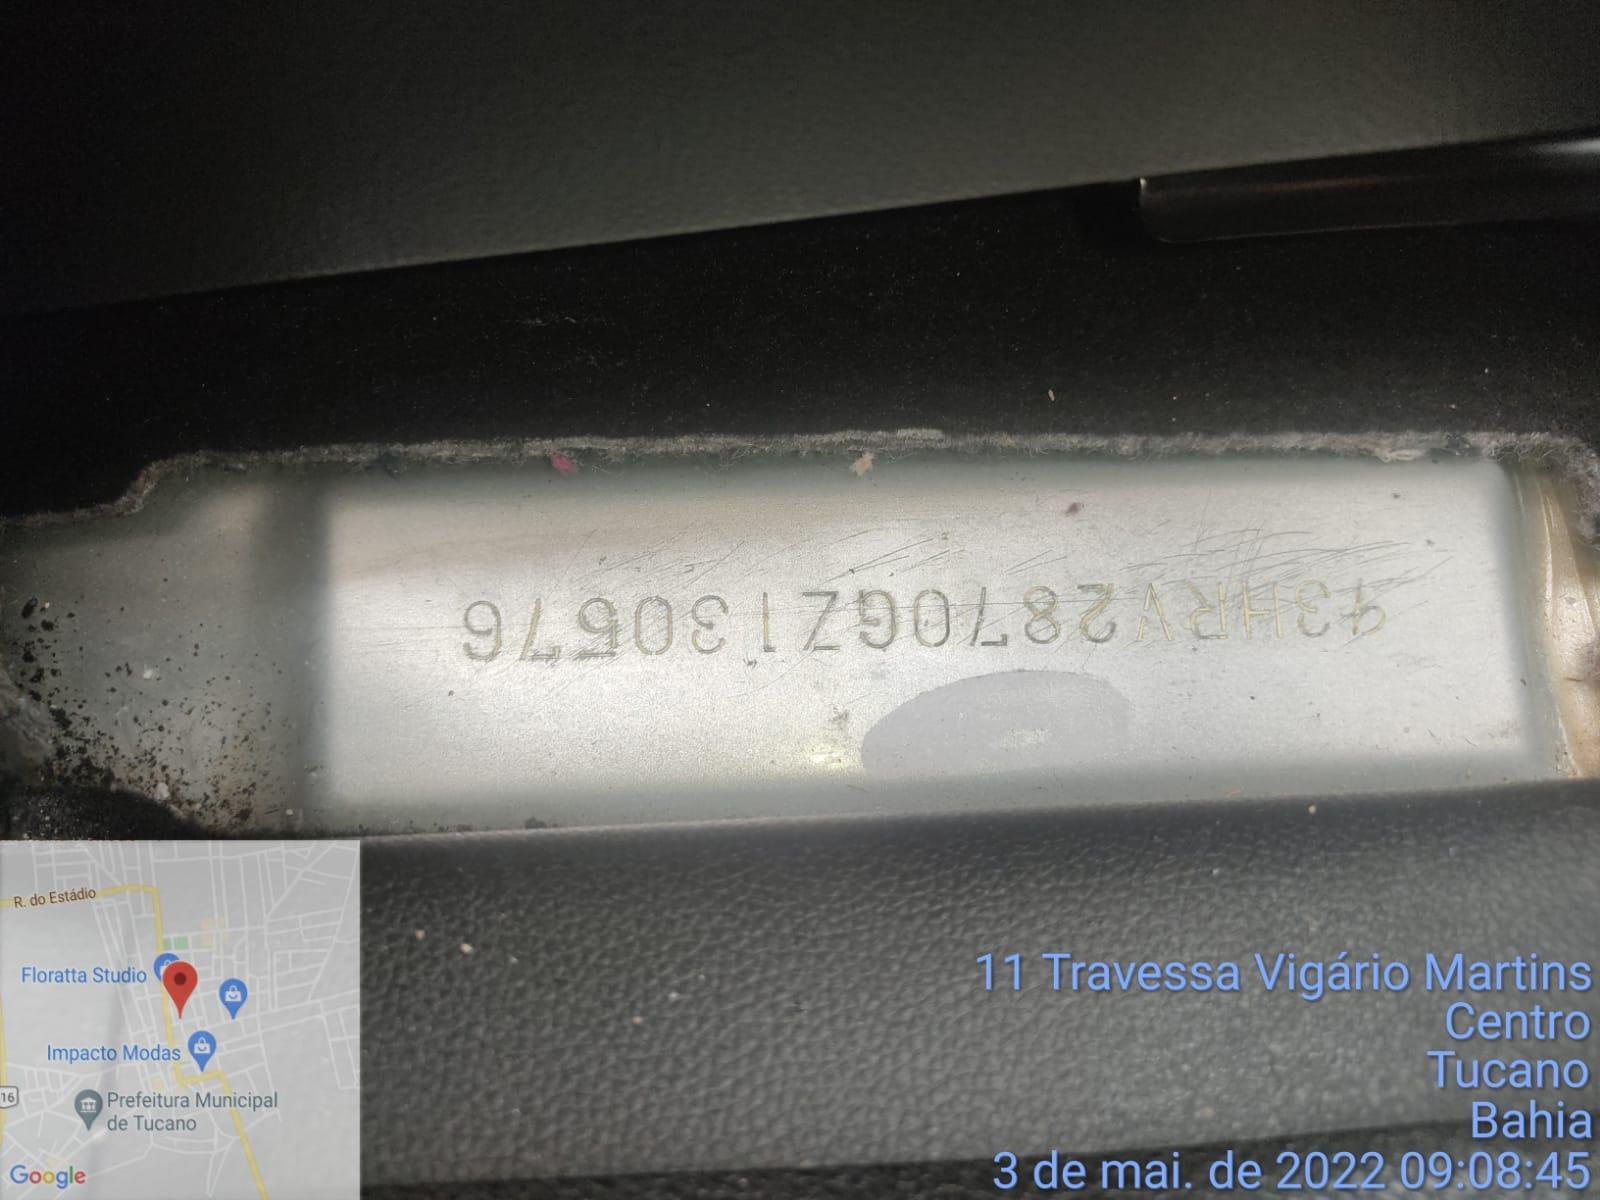 93HRV2870GZ130576
R. do Estádio
Floratta Studio
Impacto Modas
16
Prefeitura Municipal
de Tucano
Google
11 Travessa Vigário Martins
Centro
Tucano
Bahia
3 de mai. de 2022 09:08:45